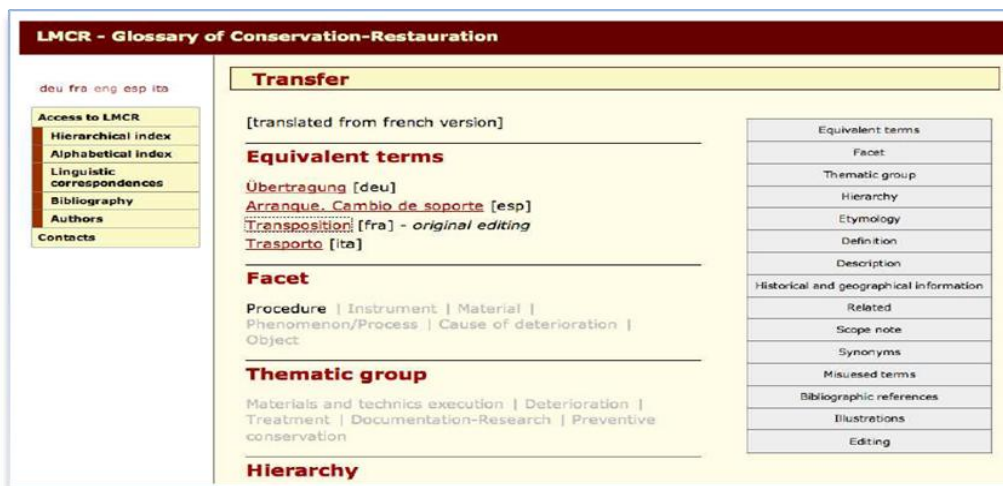 LMCR - Glossary of Conservation-Restauration
deu fra eng esp ita
Access to LMCR
Hierarchical index
Alphabetical index
Linguistic
correspondences
Bibliography
Authors
Contacts
Transfer
[translated from french version]
Equivalent terms
Übertragung [deu]
Arranque, Cambio de soporte [esp]
Transposition [fra] - original editing
Trasporto [ita]
Facet
Procedure | Instrument | Material |
Phenomenon/Process | Cause of deterioration |
Object
Thematic group
Materials and technics execution | Deterioration |
Treatment | Documentation-Research | Preventive
conservation
Hierarchy
Equivalent terms
Facet
Thematic group
Hierarchy
Etymology
Definition
Description
Historical and geographical information
Related
Scope note
Synonyms
Misuesed terms
Bibliographic references
Illustrations
Editing